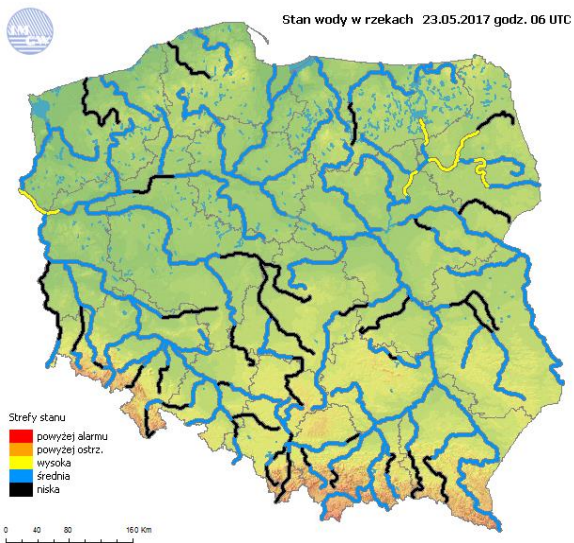 Stan wody w rzekach 23.05.2017 godz. 06 UTC
Strefy stanu
powyżej alarmu
powyżej ostrz.
wysoka
średnia
niska
0 40 80 160 Km